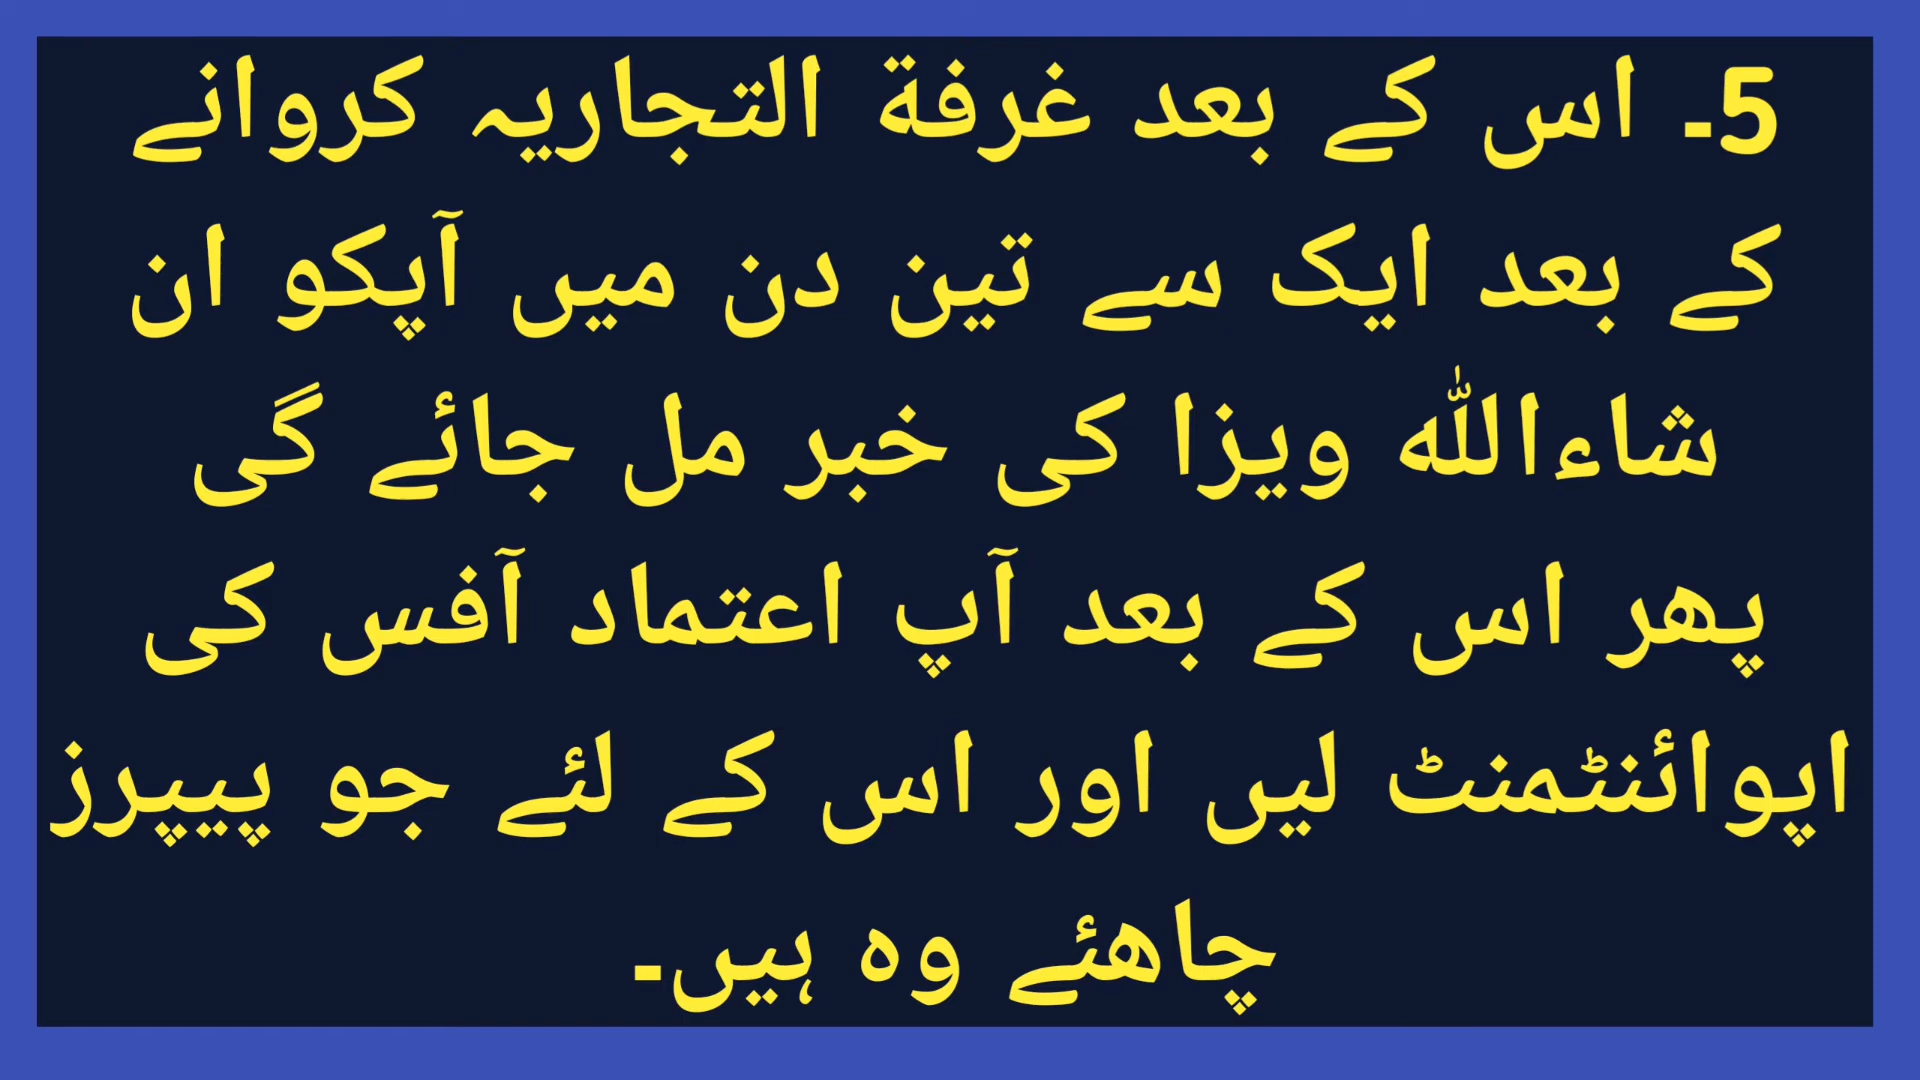 5۔ اس کے بعد غرفة التجاریہ کروانے
کے بعد ایک سے تین دن میں آپکو ان
شاءاللّٰه ویزا کی خبر مل جائے گی
پھر اس کے بعد آپ اعتماد آفس کی
اپوائنٹمنٹ لیں اور اس کے لئے جو پیپرز
چاھئے وہ ہیں۔